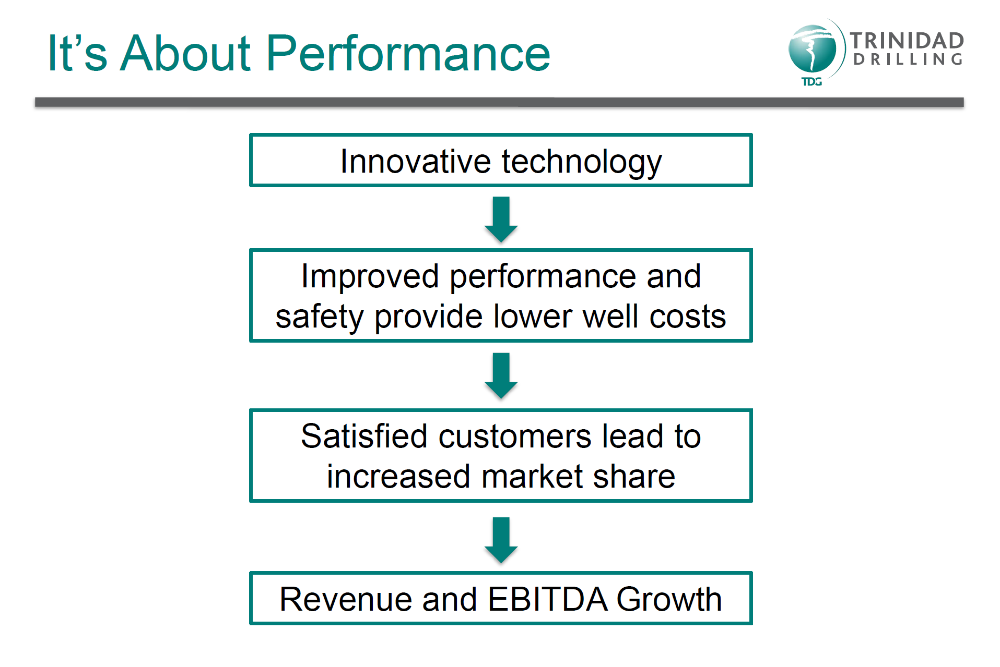 It’s About Performance
TRINIDAD
DRILLING
TDG
Innovative technology
Improved performance and
safety provide lower well costs
Satisfied customers lead to
increased market share
Revenue and EBITDA Growth